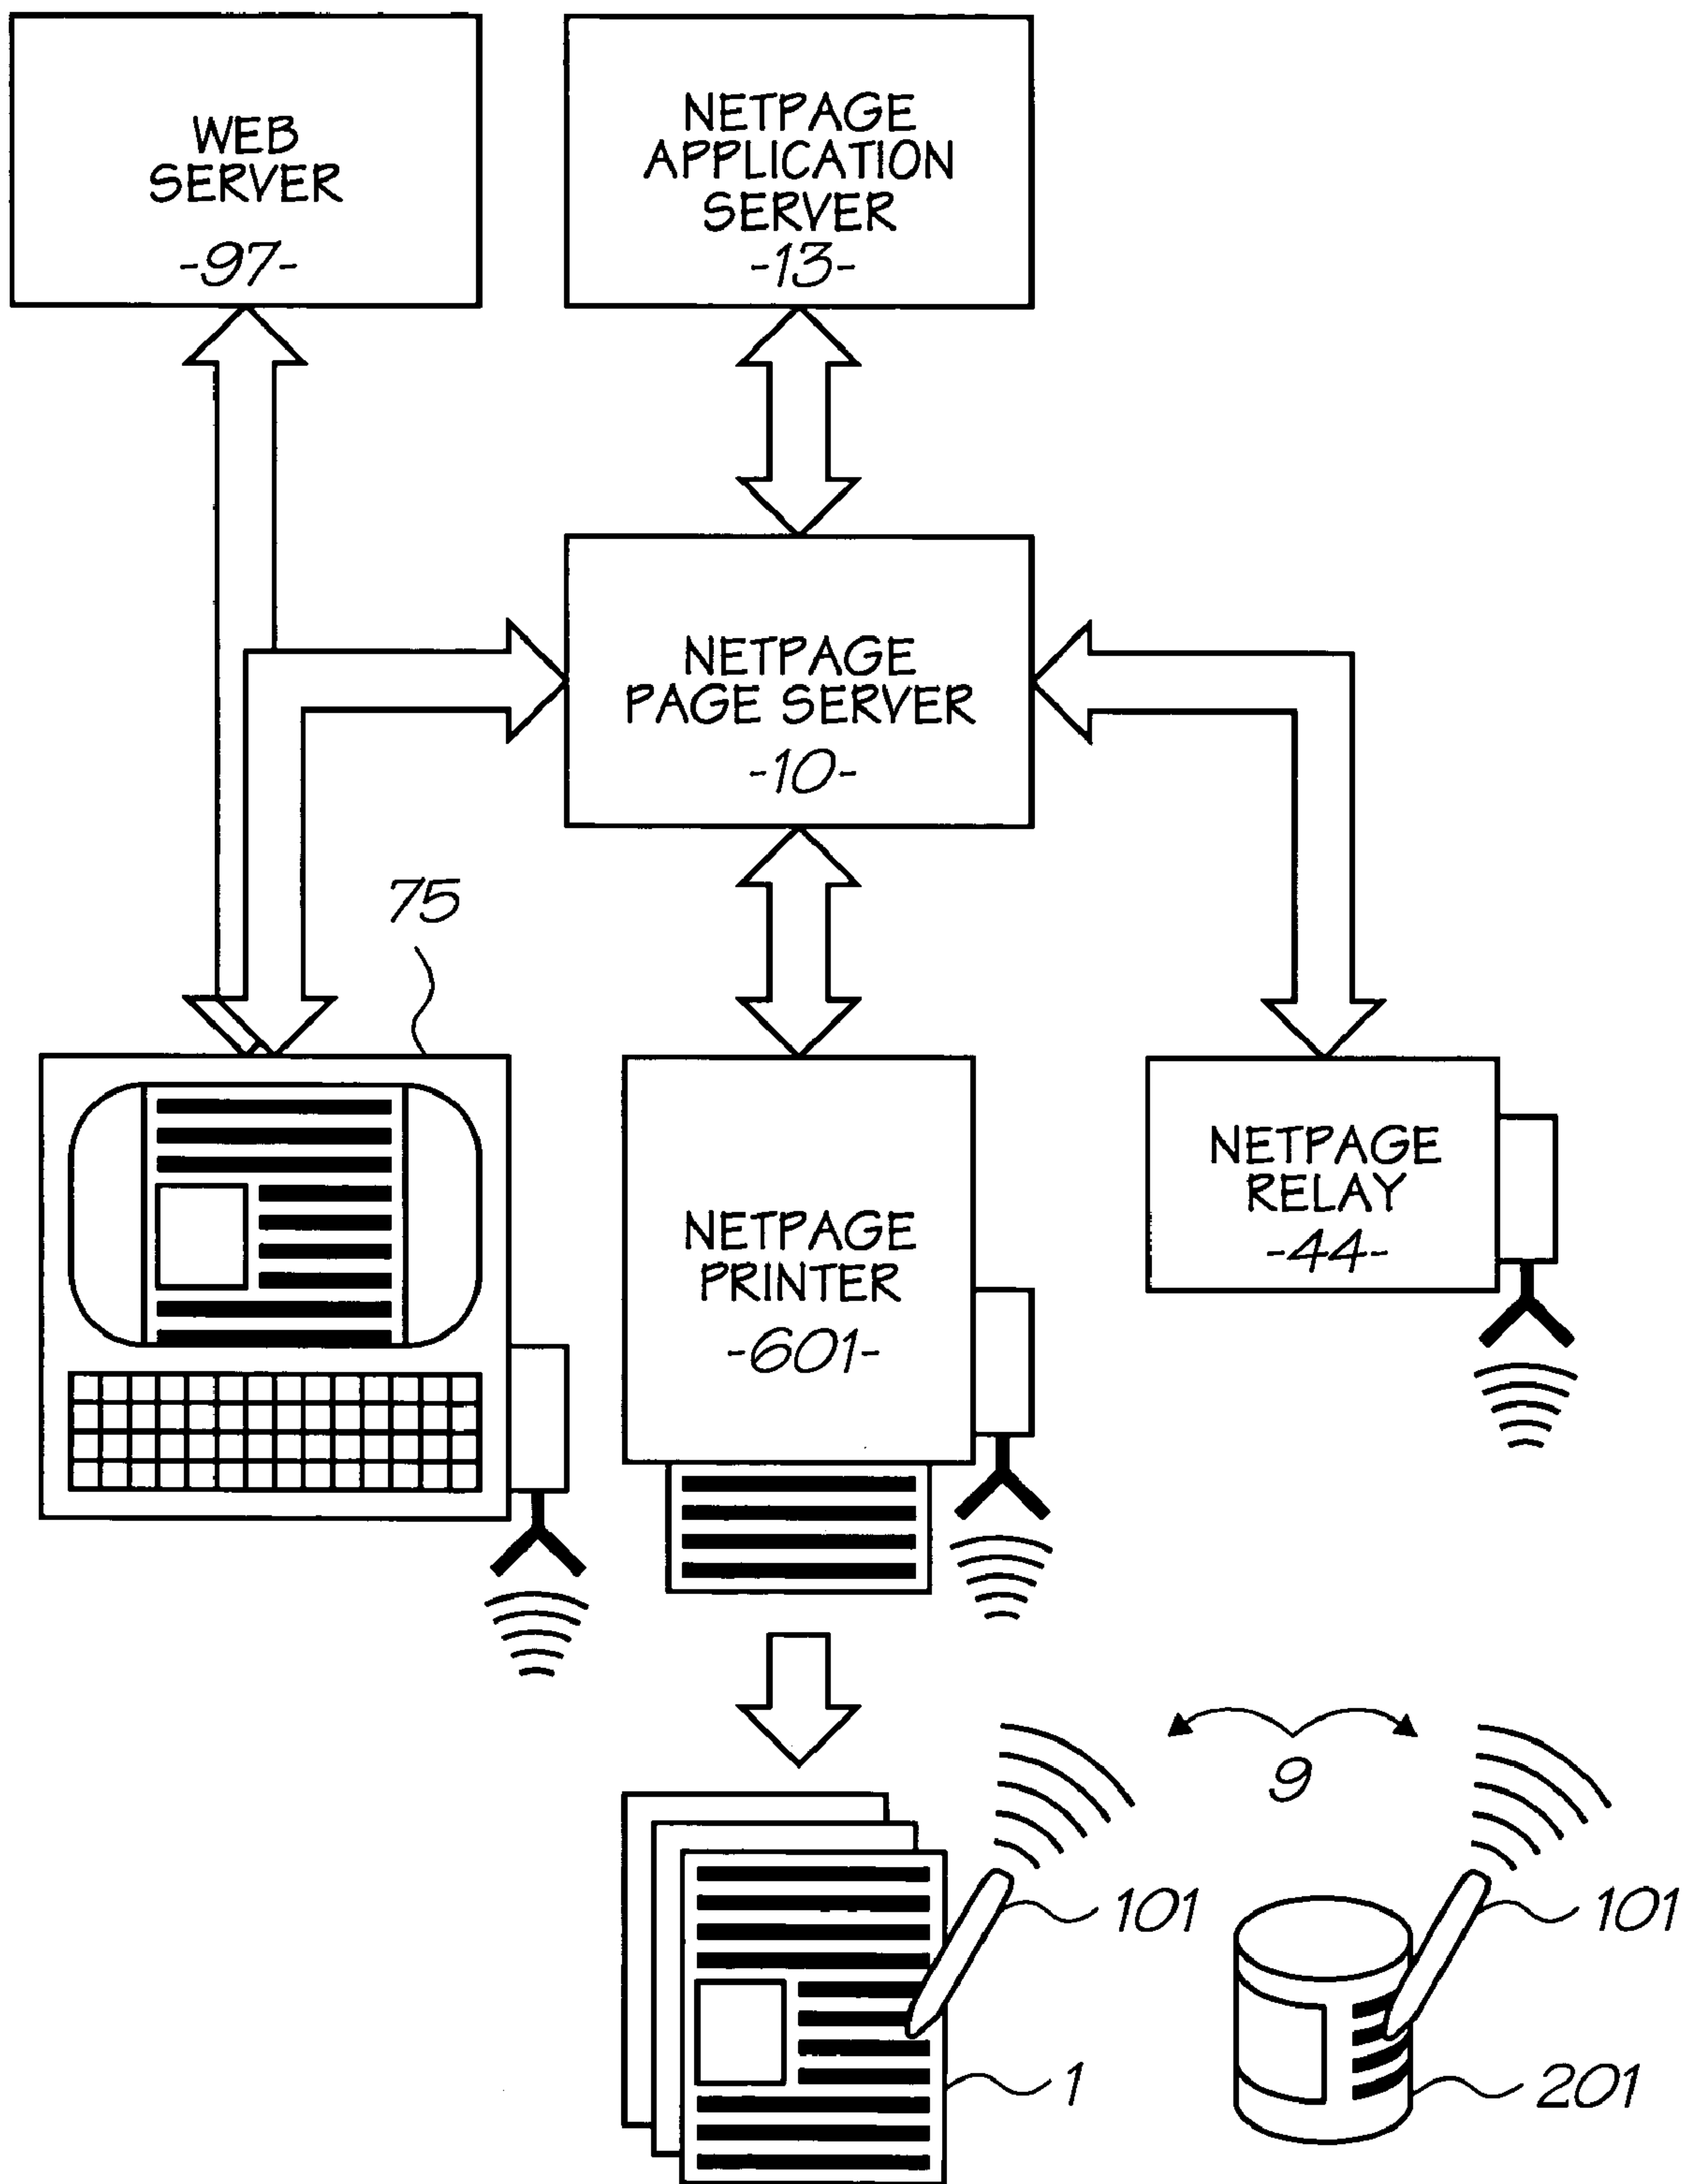 WEB
SERVER
-97-
NETPAGE
APPLICATION
SERVER
-13-
NETPAGE
PAGE SERVER
-10-
75
NETPAGE
PRINTER
-601-
NETPAGE
RELAY
-44-
9
101
101
1
201